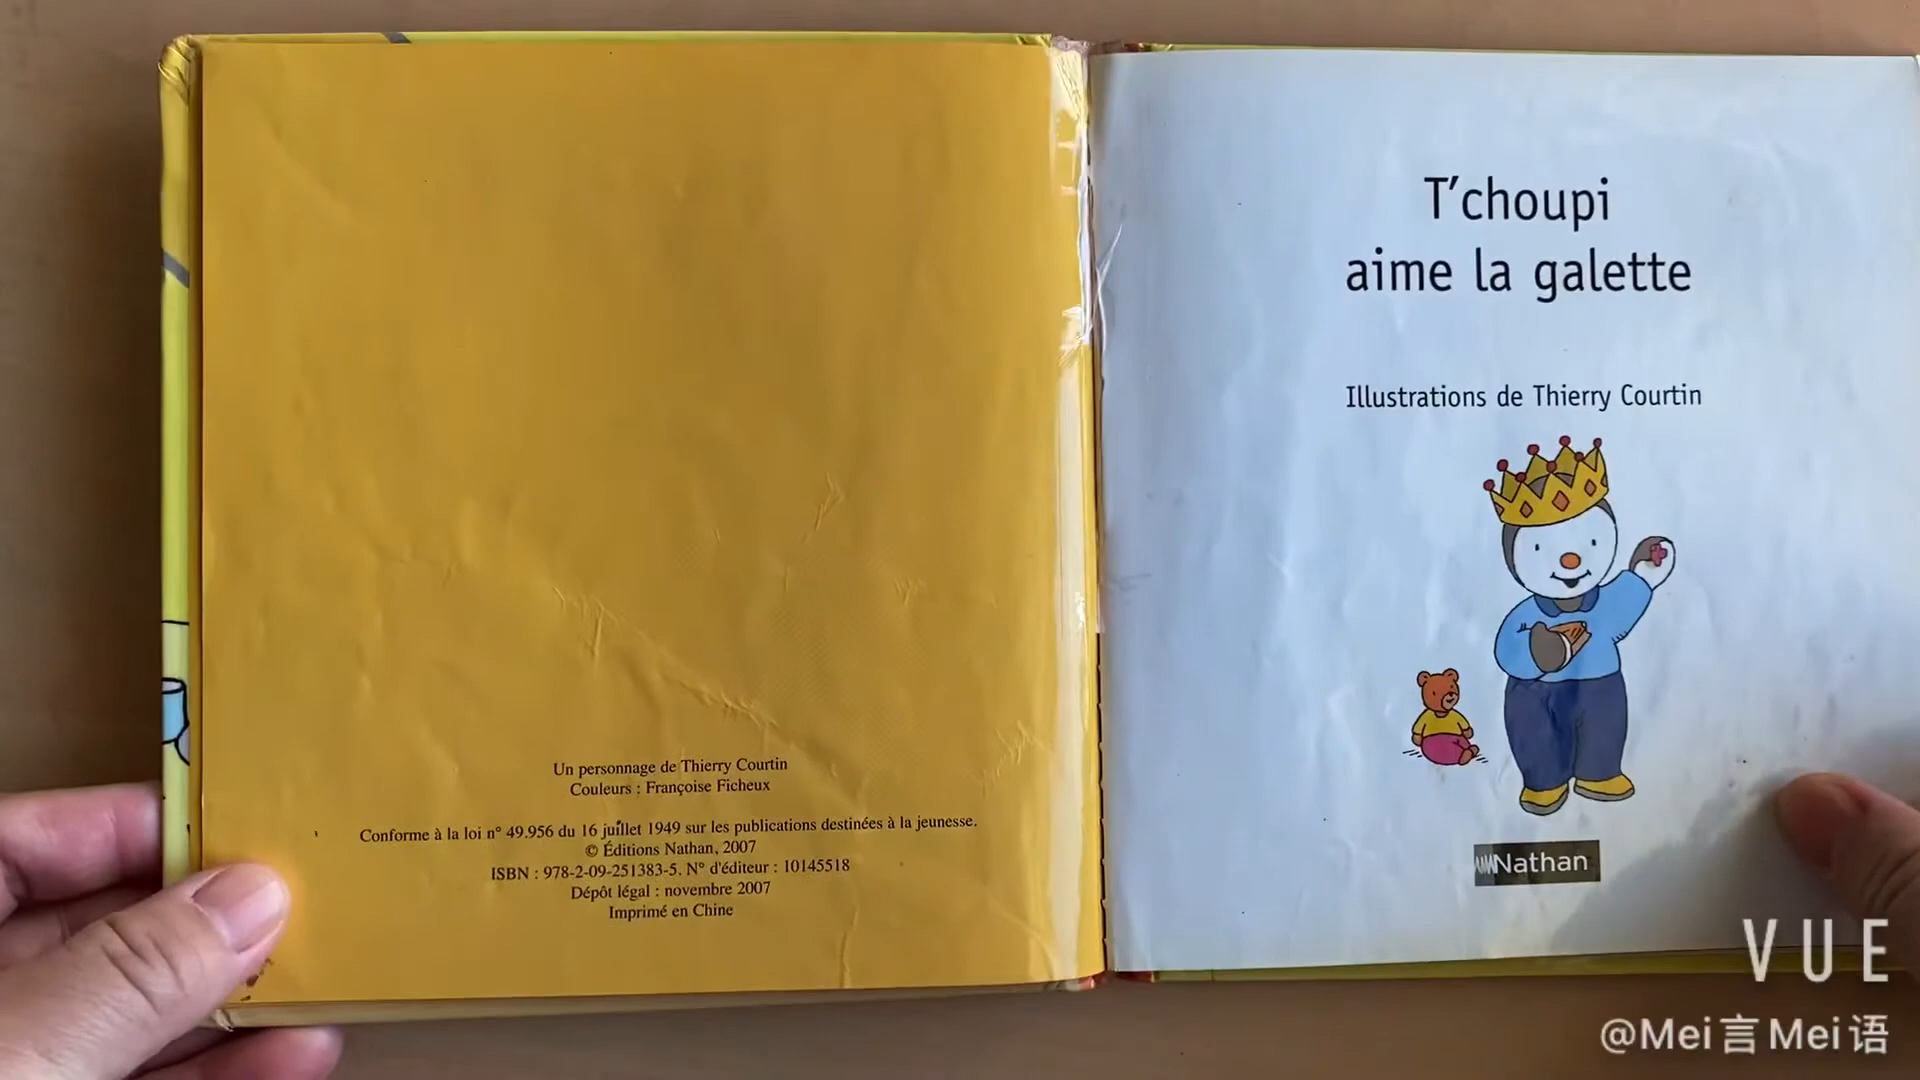 Un personnage de Thierry Courtin
Couleurs : Françoise Ficheux
Conforme à la loi n° 49.956 du 16 juillet 1949 sur les publications destinées à la jeunesse.
© Éditions Nathan, 2007
ISBN : 978-2-09-251383-5. N° d'éditeur : 10145518
Dépôt légal : novembre 2007
Imprimé en Chine
T'choupi
aime la galette
Illustrations de Thierry Courtin
Nathan
VUE
@Mei言Mei语